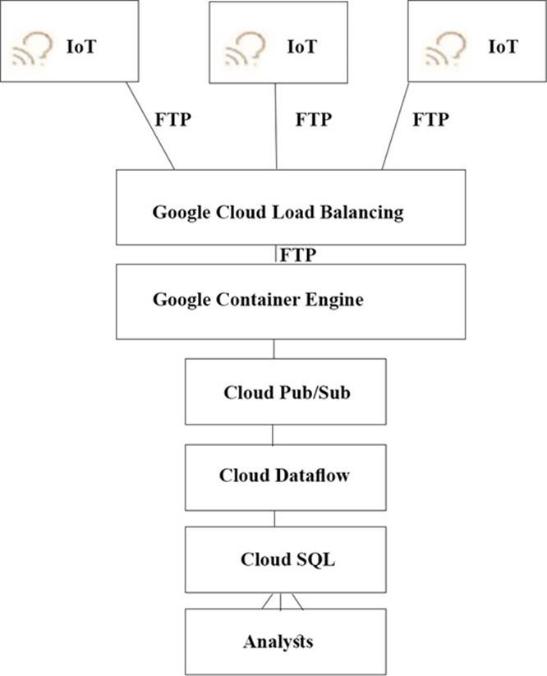 IoT
IoT
IoT
FTP
FTP
FTP
Google Cloud Load Balancing
FTP
Google Container Engine
Cloud Pub/Sub
Cloud Dataflow
Cloud SQL
Analysts